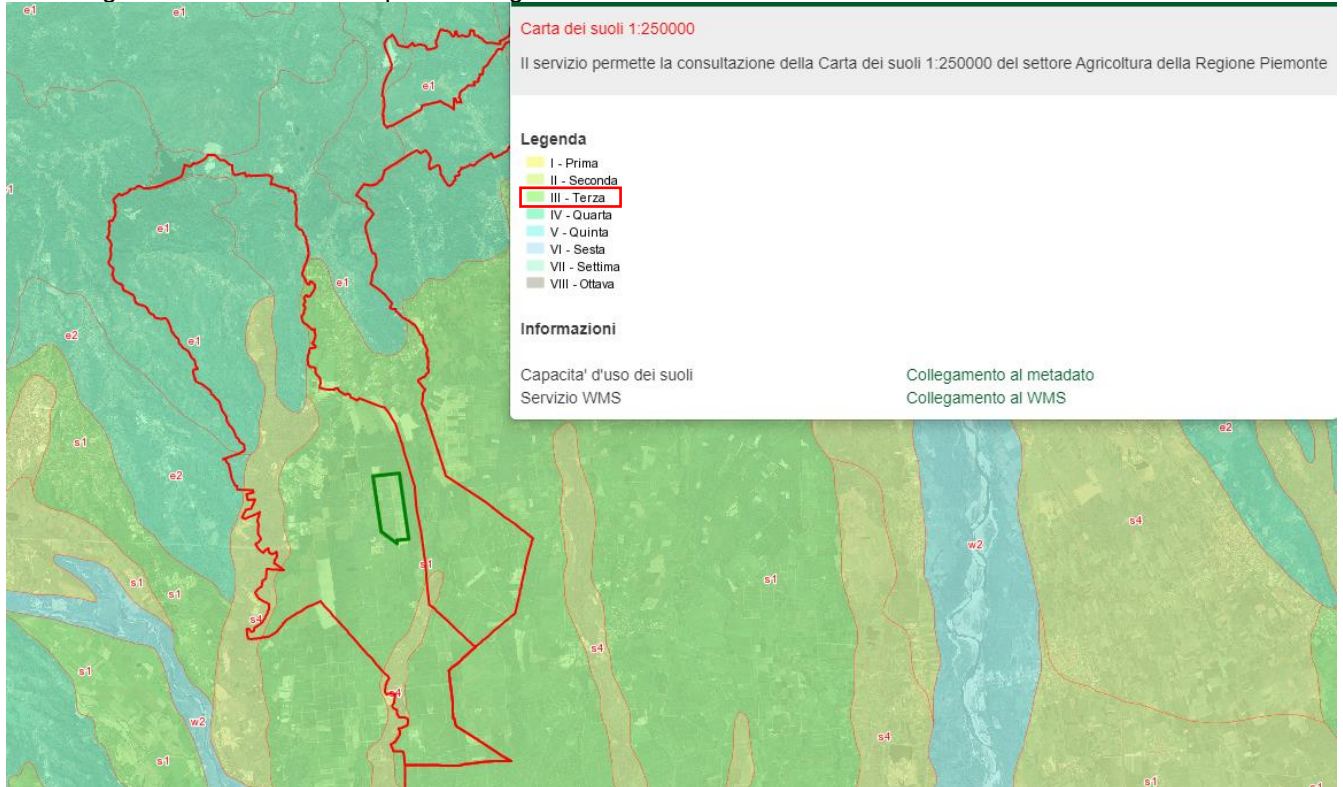 Carta dei suoli 1:250000
Il servizio permette la consultazione della Carta dei suoli 1:250000 del settore Agricoltura della Regione Piemonte
Legenda
I - Prima
II - Seconda
III - Terza
IV - Quarta
V - Quinta
VI - Sesta
VII - Settima
VIII - Ottava
Informazioni
Capacita' d'uso dei suoli
Collegamento al metadato
Servizio WMS
Collegamento al WMS
e1
e1
e1
e1
e1
e2
e1
s1
e2
e2
s4
w2
s1
s1
s1
s1
s4
s4
s1
s4
w2
s4
s1
s1